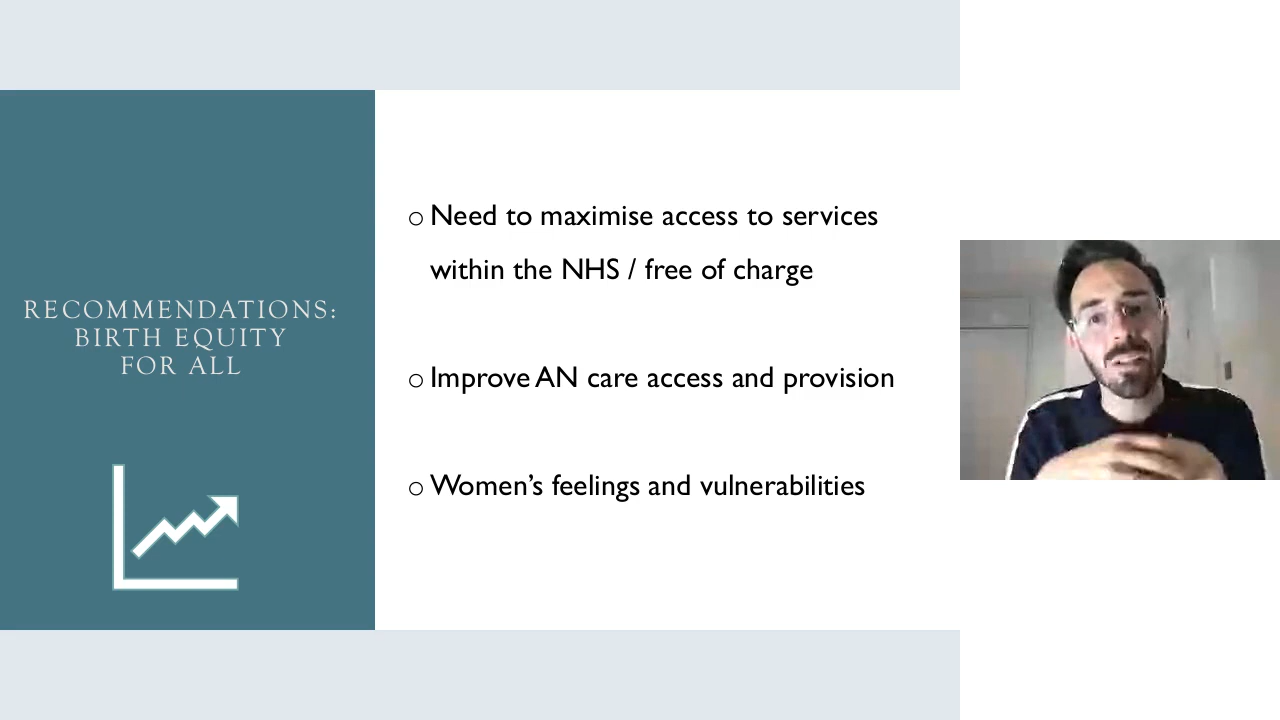 RECOMMENDATIONS:
BIRTH EQUITY
FOR ALL
o Need to maximise access to services
within the NHS / free of charge
o Improve AN care access and provision
o Women’s feelings and vulnerabilities